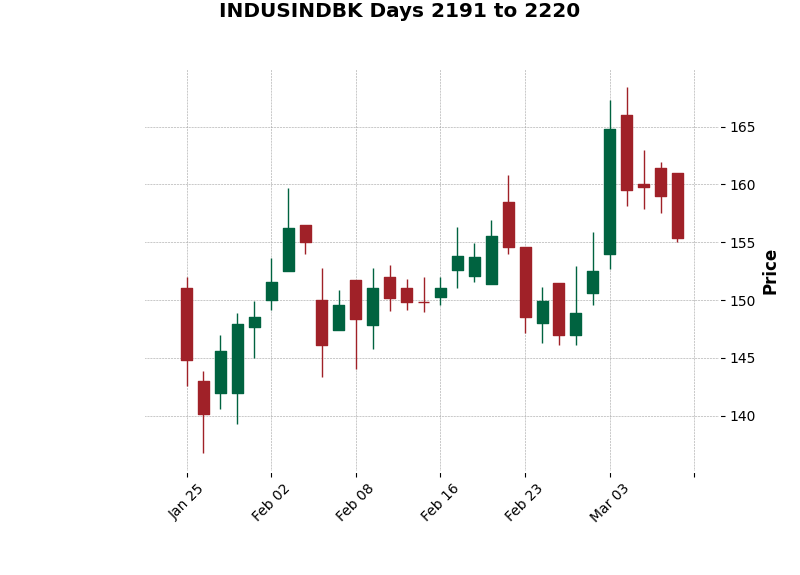 INDUSINDBK Days 2191 to 2220
165
160
155
150
145
140
Price
Jan 25
Feb 02
Feb 08
Feb 16
Feb 23
Mar 03